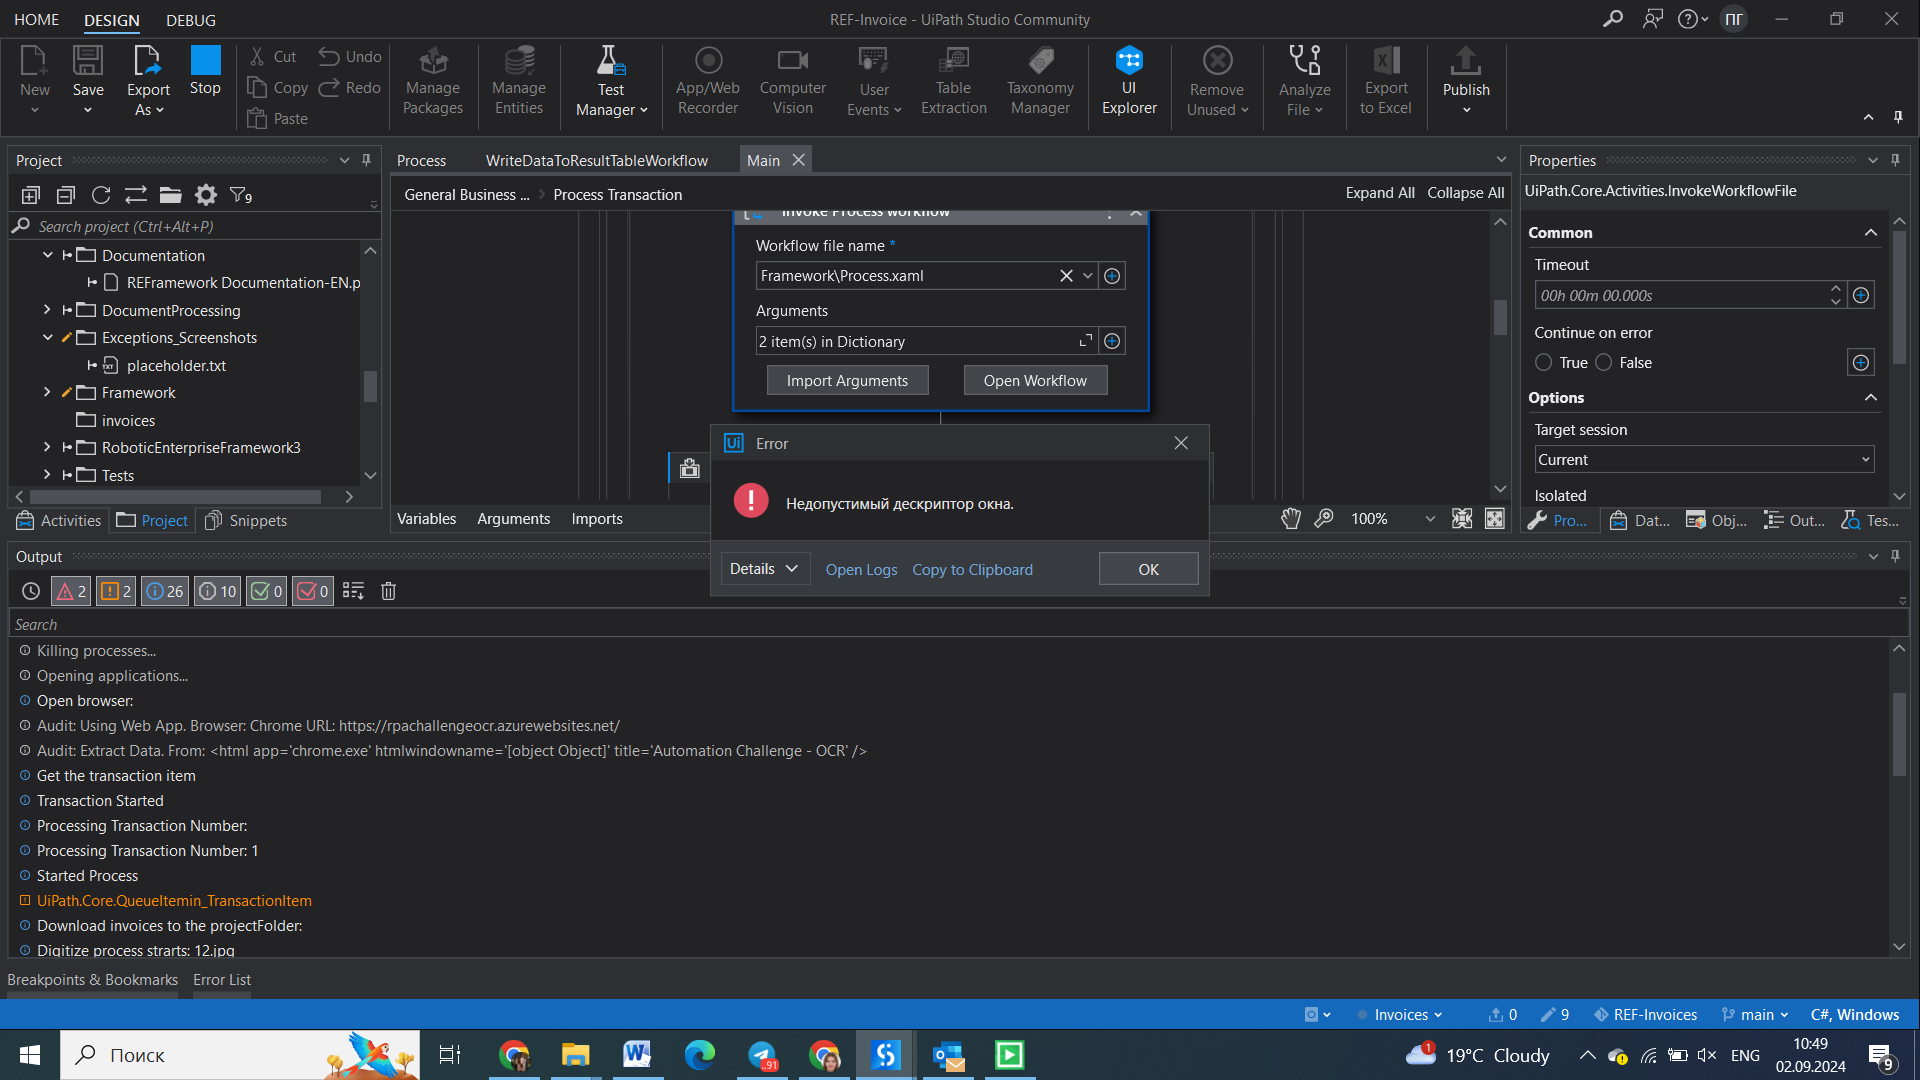 HOME DESIGN DEBUG
REF-Invoice - UiPath Studio Community
ПГ
New
Save
Export As
Stop
Cut
Copy
Paste
Undo
Redo
Manage Packages
Manage Entities
Test Manager
App/Web Recorder
Computer Vision
User Events
Table Extraction
Taxonomy Manager
UI Explorer
Remove Unused
Analyze File
Export to Excel
Publish
Project
9
Search project (Ctrl+Alt+P)
Documentation
REFramework Documentation-EN.p
DocumentProcessing
Exceptions_Screenshots
placeholder.txt
Framework
invoices
RoboticEnterpriseFramework3
Tests
Activities Project Snippets
Process WriteDataToResultTableWorkflow Main
General Business ... > Process Transaction
Expand All Collapse All
Invoke Process workflow
Workflow file name *
Framework\Process.xaml
Arguments
2 item(s) in Dictionary
Import Arguments Open Workflow
Variables Arguments Imports
100%
Ui Error
Недопустимый дескриптор окна.
Details Open Logs Copy to Clipboard OK
Properties
UiPath.Core.Activities.InvokeWorkflowFile
Common
Timeout
00h 00m 00.000s
Continue on error
True False
Options
Target session
Current
Isolated
Pro... Dat... Obj... Out... Tes...
Output
2 2 26 10 0 0
Search
Killing processes...
Opening applications...
Open browser:
Audit: Using Web App. Browser: Chrome URL: https://rpachallengeocr.azurewebsites.net/
Audit: Extract Data. From: <html app='chrome.exe' htmlwindowname='[object Object]' title='Automation Challenge - OCR' />
Get the transaction item
Transaction Started
Processing Transaction Number:
Processing Transaction Number: 1
Started Process
UiPath.Core.QueueItemin_TransactionItem
Download invoices to the projectFolder:
Digitize process strarts: 12.jpg
Breakpoints & Bookmarks Error List
Invoices 0 9 REF-Invoices main C#, Windows
Поиск
..91
1
19°C Cloudy
ENG
10:49
02.09.2024
9